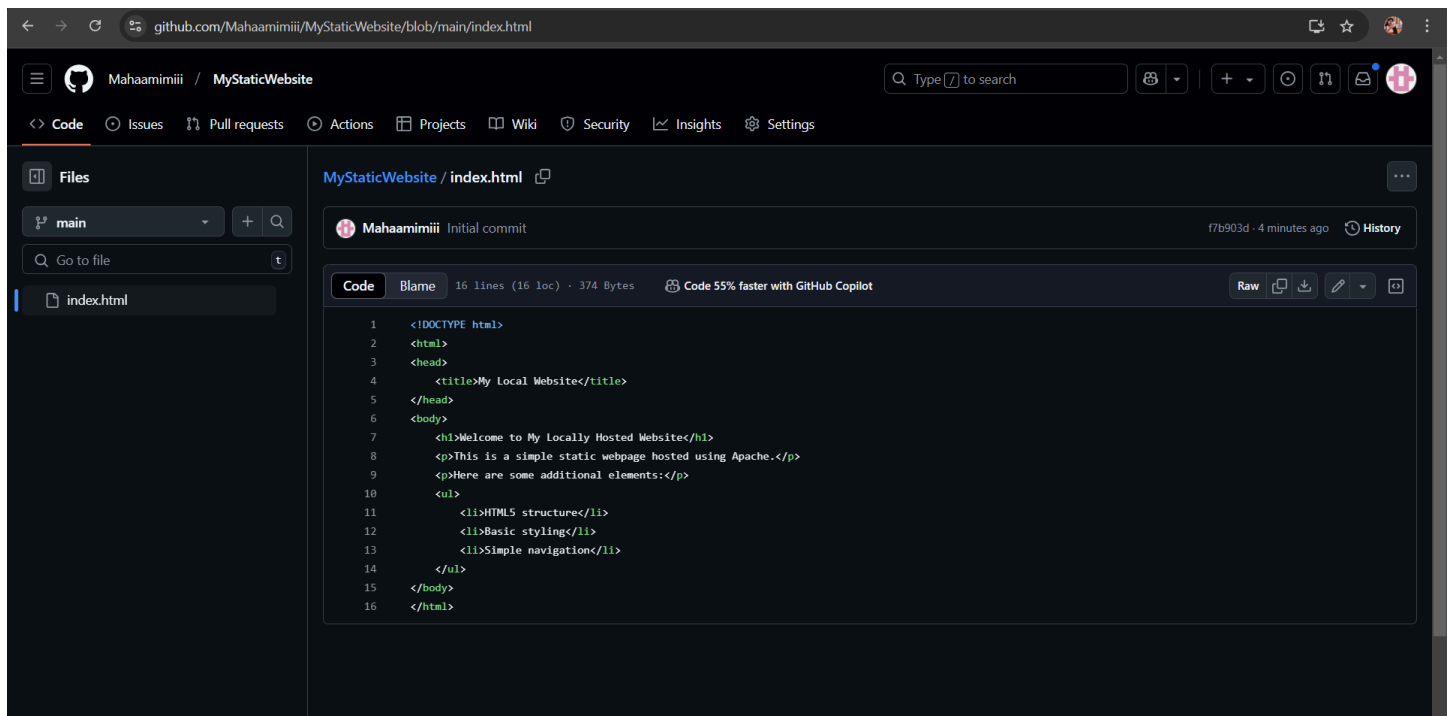 github.com/Mahaamimiii/MyStaticWebsite/blob/main/index.html
Mahaamimiii / MyStaticWebsite
Type / to search
Code Issues Pull requests Actions Projects Wiki Security Insights Settings
Files
MyStaticWebsite / index.html
main
Mahaamimiii Initial commit
f7b903d · 4 minutes ago
History
Go to file
t
index.html
Code Blame 16 lines (16 loc) · 374 Bytes Code 55% faster with GitHub Copilot
Raw
1 <!DOCTYPE html>
2 <html>
3 <head>
4 <title>My Local Website</title>
5 </head>
6 <body>
7 <h1>Welcome to My Locally Hosted Website</h1>
8 <p>This is a simple static webpage hosted using Apache.</p>
9 <p>Here are some additional elements:</p>
10 <ul>
11 <li>HTML5 structure</li>
12 <li>Basic styling</li>
13 <li>Simple navigation</li>
14 </ul>
15 </body>
16 </html>